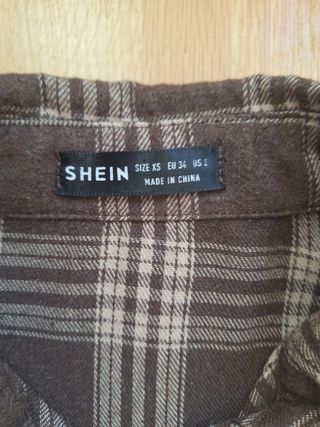 SHEIN SIZE XS EU 34 US 2
MADE IN CHINA